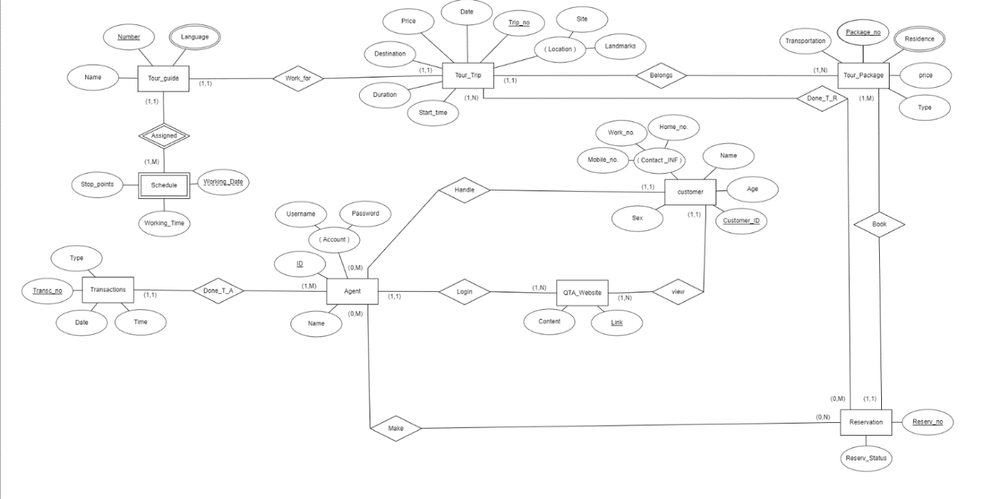 Date
Price
Trip_no
Site
Number
Language
( Location )
Landmarks
Package_no
Residence
Transportation
Destination
Name
Tour_guide
(1,1)
Work_for
(1,1)
Tour_Trip
(1,1)
Belongs
(1,N)
Tour_Package
price
Duration
Start_time
(1,N)
Done_T_R
(1,M)
Type
(1,1)
Assigned
(1,M)
Stop_points
Schedule
Working_Date
Working_Time
Work_no.
Home_no.
Mobile_no.
( Contact _INF )
Name
Handle
(1,1)
customer
Age
Sex
(1,1)
Customer_ID
Book
Username
Password
( Account )
ID
(0,M)
Type
Transc_no
Transactions
(1,1)
Done_T_A
(1,M)
Agent
(1,1)
Login
(1,N)
QTA_Website
(1,N)
view
Date
Time
Name
(0,M)
Content
Link
(0,M)
(1,1)
Make
(0,N)
Reservation
Reserv_no
Reserv_Status